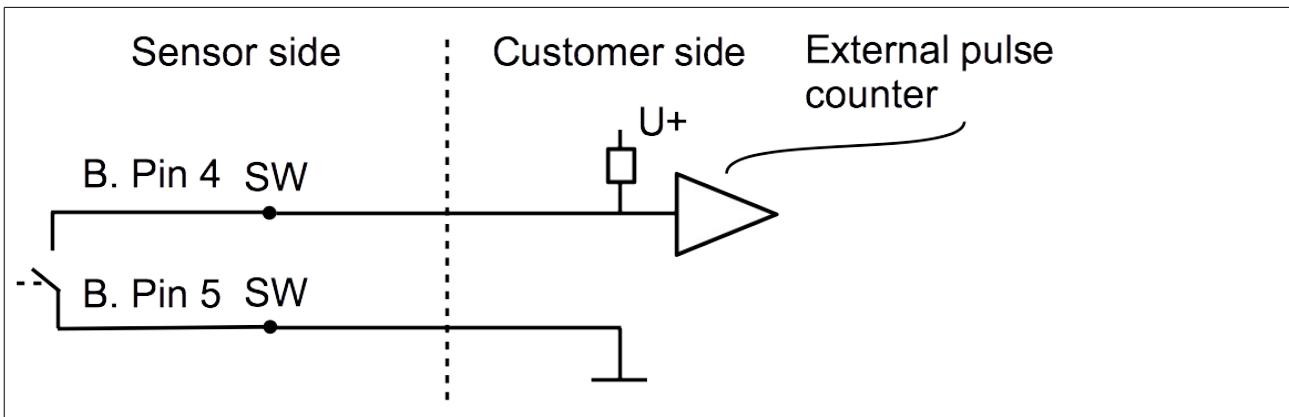 Sensor side
Customer side
External pulse
counter
U+
B. Pin 4 SW
B. Pin 5 SW